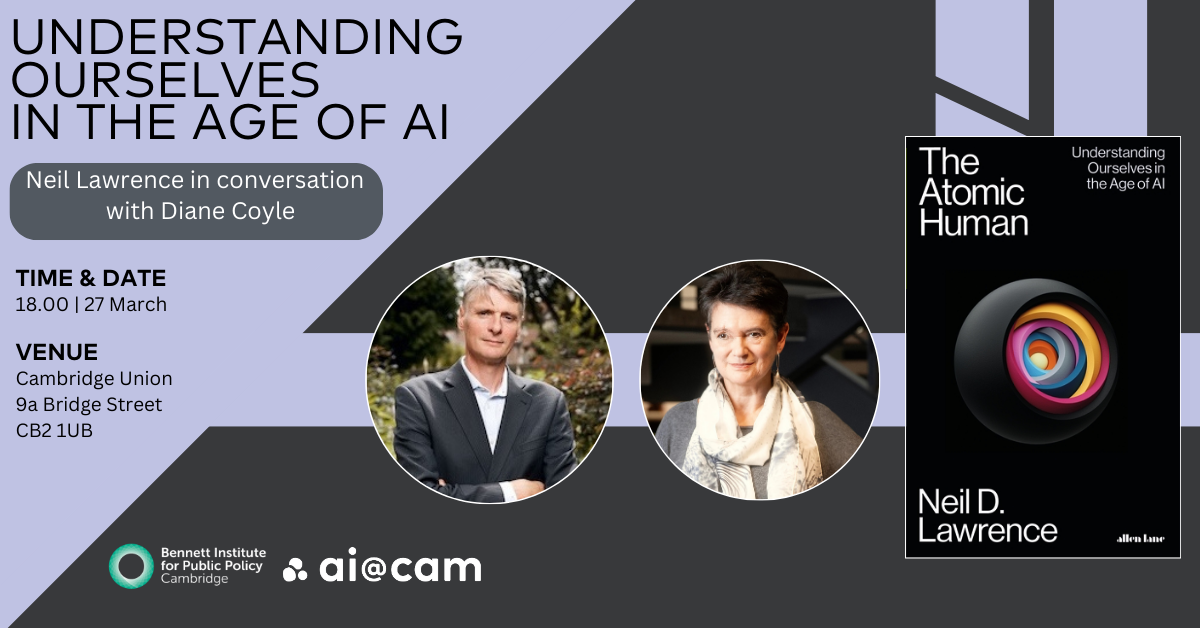 UNDERSTANDING
OURSELVES
IN THE AGE OF AI
Neil Lawrence in conversation
with Diane Coyle
TIME & DATE
18.00 | 27 March
VENUE
Cambridge Union
9a Bridge Street
CB2 1UB
Bennett Institute
for Public Policy
Cambridge
ai@cam
The
Atomic
Human
Understanding
Ourselves in
the Age of AI
Neil D.
Lawrence
allen lane